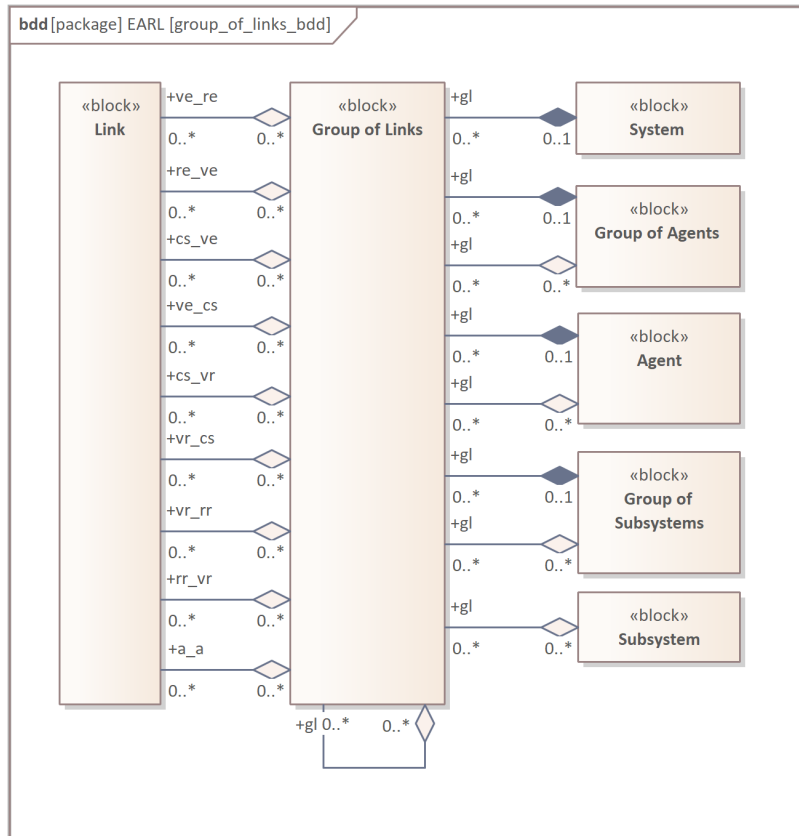 bdd [package] EARL [group_of_links_bdd]
«block»
Link
«block»
Group of Links
+ve_re
0..* 0..*
+re_ve
0..* 0..*
+cs_ve
0..* 0..*
+ve_cs
0..* 0..*
+cs_vr
0..* 0..*
+vr_cs
0..* 0..*
+vr_rr
0..* 0..*
+rr_vr
0..* 0..*
+a_a
0..* 0..*
+gl 0..* 0..*
+gl
0..* 0..1
«block»
System
+gl
0..* 0..1
+gl
0..* 0..*
«block»
Group of Agents
+gl
0..* 0..1
+gl
0..* 0..*
«block»
Agent
+gl
0..* 0..1
+gl
0..* 0..*
«block»
Group of
Subsystems
+gl
0..* 0..*
«block»
Subsystem